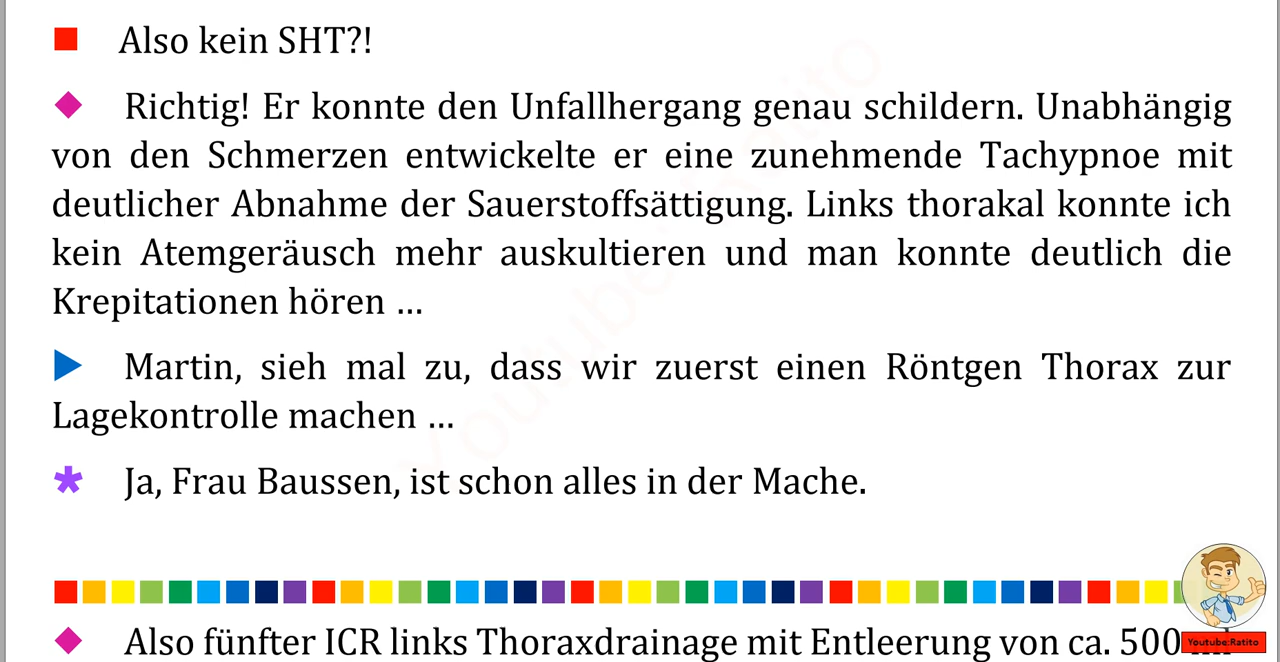 Also kein SHT?!
Richtig! Er konnte den Unfallhergang genau schildern. Unabhängig
von den Schmerzen entwickelte er eine zunehmende Tachypnoe mit
deutlicher Abnahme der Sauerstoffsättigung. Links thorakal konnte ich
kein Atemgeräusch mehr auskultieren und man konnte deutlich die
Krepitationen hören ...
Martin, sieh mal zu, dass wir zuerst einen Röntgen Thorax zur
Lagekontrolle machen ...
Ja, Frau Baussen, ist schon alles in der Mache.
Also fünfter ICR links Thoraxdrainage mit Entleerung von ca. 500
Youtube:Ratito
Youtube: Ratito